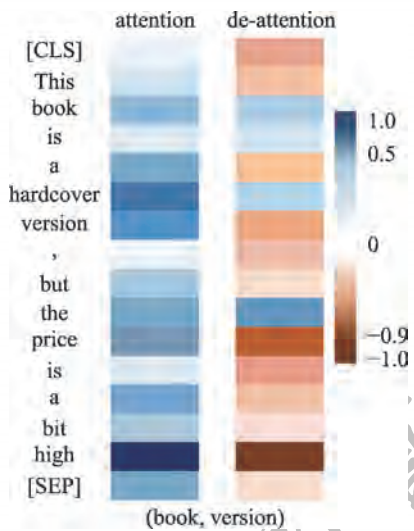 attention de-attention
[CLS]
This
book
is
a
hardcover
version
,
but
the
price
is
a
bit
high
[SEP]
1.0
0.5
0
−0.9
−1.0
(book, version)